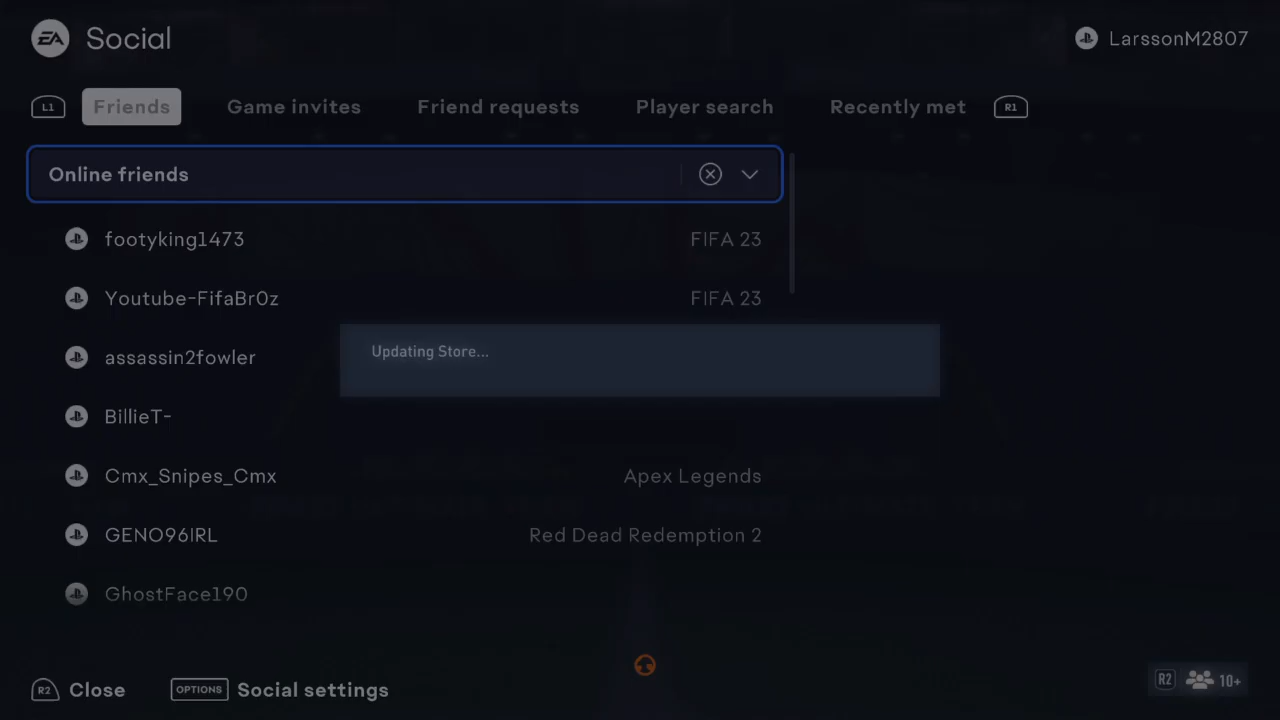 EA Social
LarssonM2807
L1 Friends Game invites Friend requests Player search Recently met R1
Online friends
footyking1473 FIFA 23
Youtube-FifaBr0z FIFA 23
Updating Store...
assassin2fowler
BillieT-
Cmx_Snipes_Cmx Apex Legends
GENO96IRL Red Dead Redemption 2
GhostFace190
R2 Close OPTIONS Social settings
R2 10+